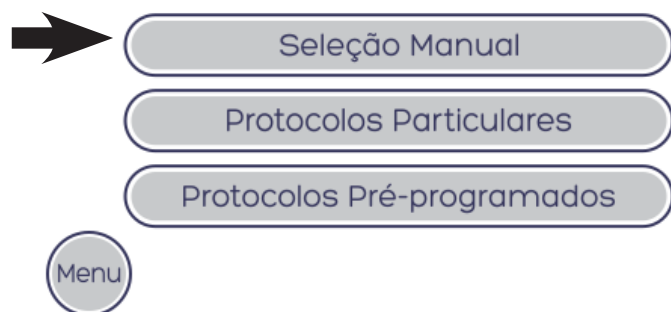 Seleção Manual
Protocolos Particulares
Protocolos Pré-programados
Menu